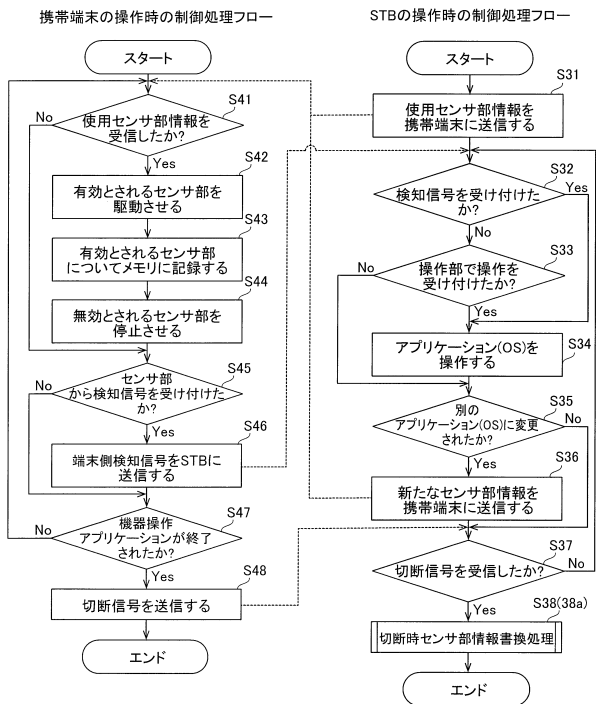 携帯端末の操作時の制御処理フロー
スタート
S41
使用センサ部情報を
受信したか?
No
Yes
S42
有効とされるセンサ部を
駆動させる
S43
有効とされるセンサ部
についてメモリに記録する
S44
無効とされるセンサ部を
停止させる
S45
センサ部
から検知信号を受け付けた
か?
No
Yes
S46
端末側検知信号をSTBに
送信する
S47
機器操作
アプリケーションが終了
されたか?
No
Yes
S48
切断信号を送信する
エンド
STBの操作時の制御処理フロー
スタート
S31
使用センサ部情報を
携帯端末に送信する
S32
検知信号を受け付けた
か?
Yes
No
S33
操作部で操作を
受け付けたか?
No
Yes
S34
アプリケーション(OS)を
操作する
S35
別の
アプリケーション(OS)に変更
されたか?
No
Yes
S36
新たなセンサ部情報を
携帯端末に送信する
S37
切断信号を受信したか?
No
Yes
S38(38a)
切断時センサ部情報書換処理
エンド